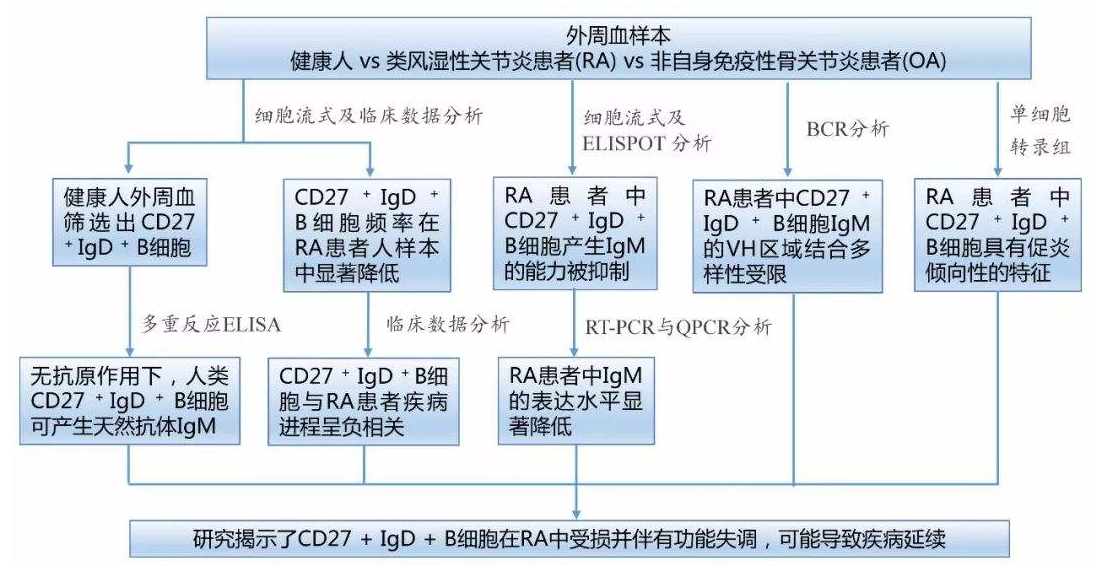 外周血样本
健康人 vs 类风湿性关节炎患者(RA) vs 非自身免疫性骨关节炎患者(OA)
细胞流式及临床数据分析
细胞流式及
ELISPOT 分析
BCR分析
单细胞
转录组
健康人外周血
筛选出CD27
⁺IgD ⁺ B细胞
CD27 ⁺ IgD ⁺
B细胞频率在
RA患者人样本
中显著降低
RA 患者中
CD27 ⁺ IgD ⁺
B细胞产生IgM
的能力被抑制
RA患者中CD27 ⁺
IgD ⁺ B细胞IgM
的VH区域结合多
样性受限
RA 患者中
CD27 ⁺ IgD ⁺
B细胞具有促炎
倾向性的特征
多重反应ELISA
临床数据分析
RT-PCR与QPCR分析
无抗原作用下，人类
CD27 ⁺IgD ⁺ B细胞
可产生天然抗体IgM
CD27 ⁺ IgD ⁺B细
胞与RA患者疾病
进程呈负相关
RA患者中IgM
的表达水平显
著降低
研究揭示了CD27 + IgD + B细胞在RA中受损并伴有功能失调，可能导致疾病延续